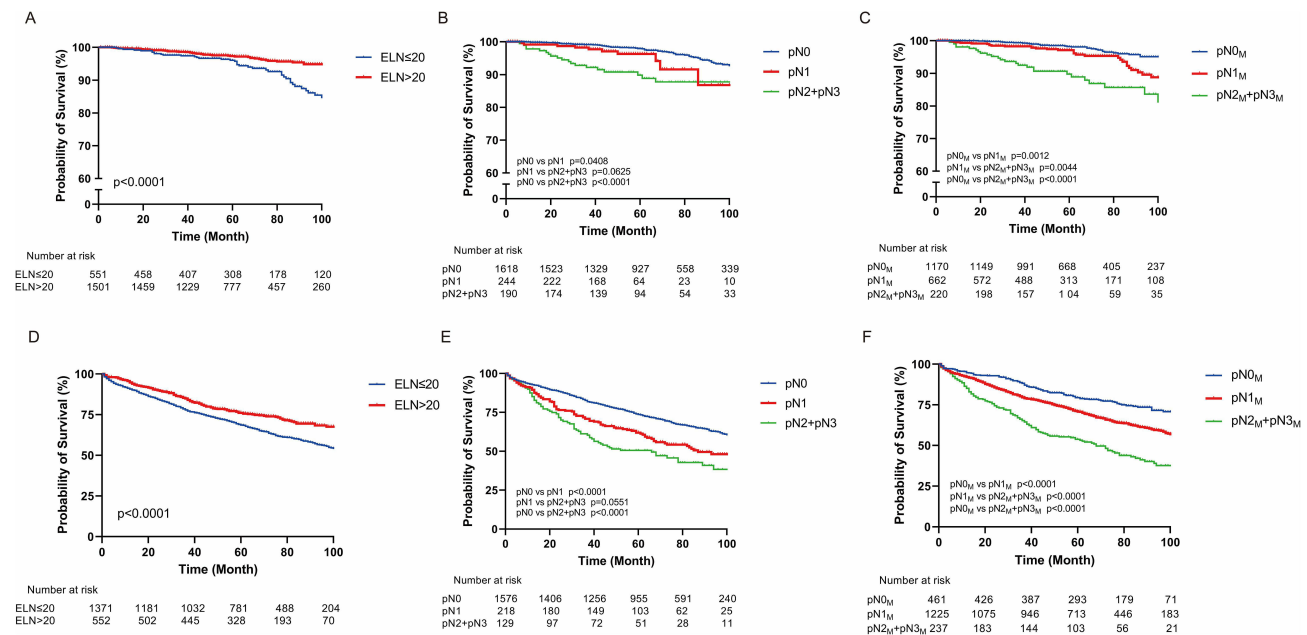 A
Probability of Survival (%)
100
90
80
70
60
0
0 20 40 60 80 100
Time (Month)
ELN≤20
ELN>20
p<0.0001
Number at risk
ELN≤20 551 458 407 308 178 120
ELN>20 1501 1459 1229 777 457 260
B
Probability of Survival (%)
100
90
80
70
60
0
0 20 40 60 80 100
Time (Month)
pN0
pN1
pN2+pN3
pN0 vs pN1 p=0.0408
pN1 vs pN2+pN3 p=0.0625
pN0 vs pN2+pN3 p<0.0001
Number at risk
pN0 1618 1523 1329 927 558 339
pN1 244 222 168 64 23 10
pN2+pN3 190 174 139 94 54 33
C
Probability of Survival (%)
100
90
80
70
60
0
0 20 40 60 80 100
Time (Month)
pN0M
pN1M
pN2M+pN3M
pN0M vs pN1M p=0.0012
pN1M vs pN2M+pN3M p=0.0044
pN0M vs pN2M+pN3M p<0.0001
Number at risk
pN0M 1170 1149 991 668 405 237
pN1M 662 572 488 313 171 108
pN2M+pN3M 220 198 157 1 04 59 35
D
Probability of Survival (%)
100
75
50
25
0
0 20 40 60 80 100
Time (Month)
ELN≤20
ELN>20
p<0.0001
Number at risk
ELN≤20 1371 1181 1032 781 488 204
ELN>20 552 502 445 328 193 70
E
Probability of Survival (%)
100
75
50
25
0
0 20 40 60 80 100
Time (Month)
pN0
pN1
pN2+pN3
pN0 vs pN1 p<0.0001
pN1 vs pN2+pN3 p=0.0551
pN0 vs pN2+pN3 p<0.0001
Number at risk
pN0 1576 1406 1256 955 591 240
pN1 218 180 149 103 62 25
pN2+pN3 129 97 72 51 28 11
F
Probability of Survival (%)
100
75
50
25
0
0 20 40 60 80 100
Time (Month)
pN0M
pN1M
pN2M+pN3M
pN0M vs pN1M p<0.0001
pN1M vs pN2M+pN3M p<0.0001
pN0M vs pN2M+pN3M p<0.0001
Number at risk
pN0M 461 426 387 293 179 71
pN1M 1225 1075 946 713 446 183
pN2M+pN3M 237 183 144 103 56 21